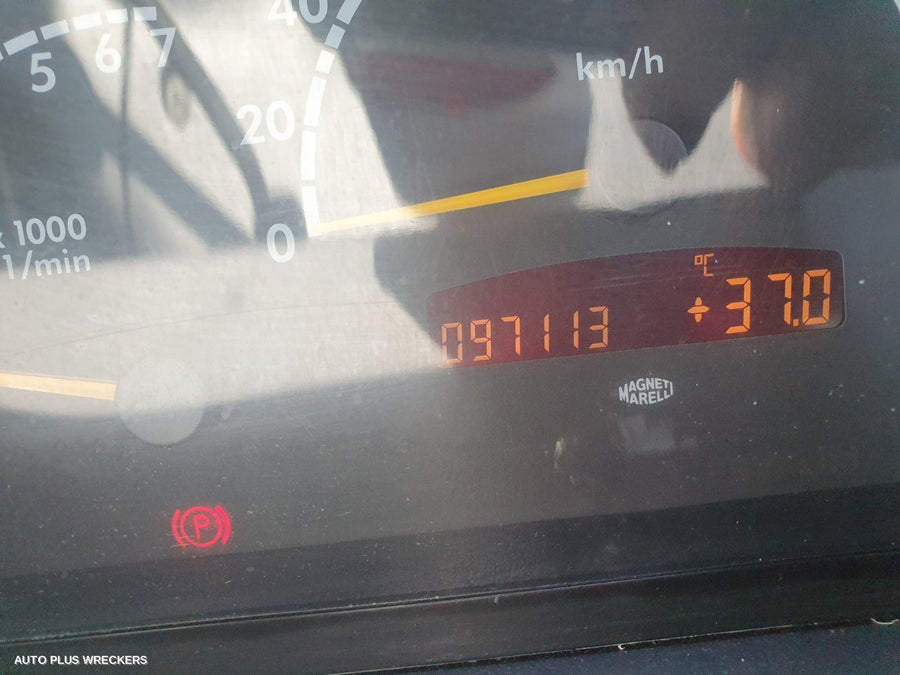 5 6 7
40
20
0
km/h
x 1000
1/min
°C
097113
+37.0
MAGNETI
MARELLI
P
AUTO PLUS WRECKERS